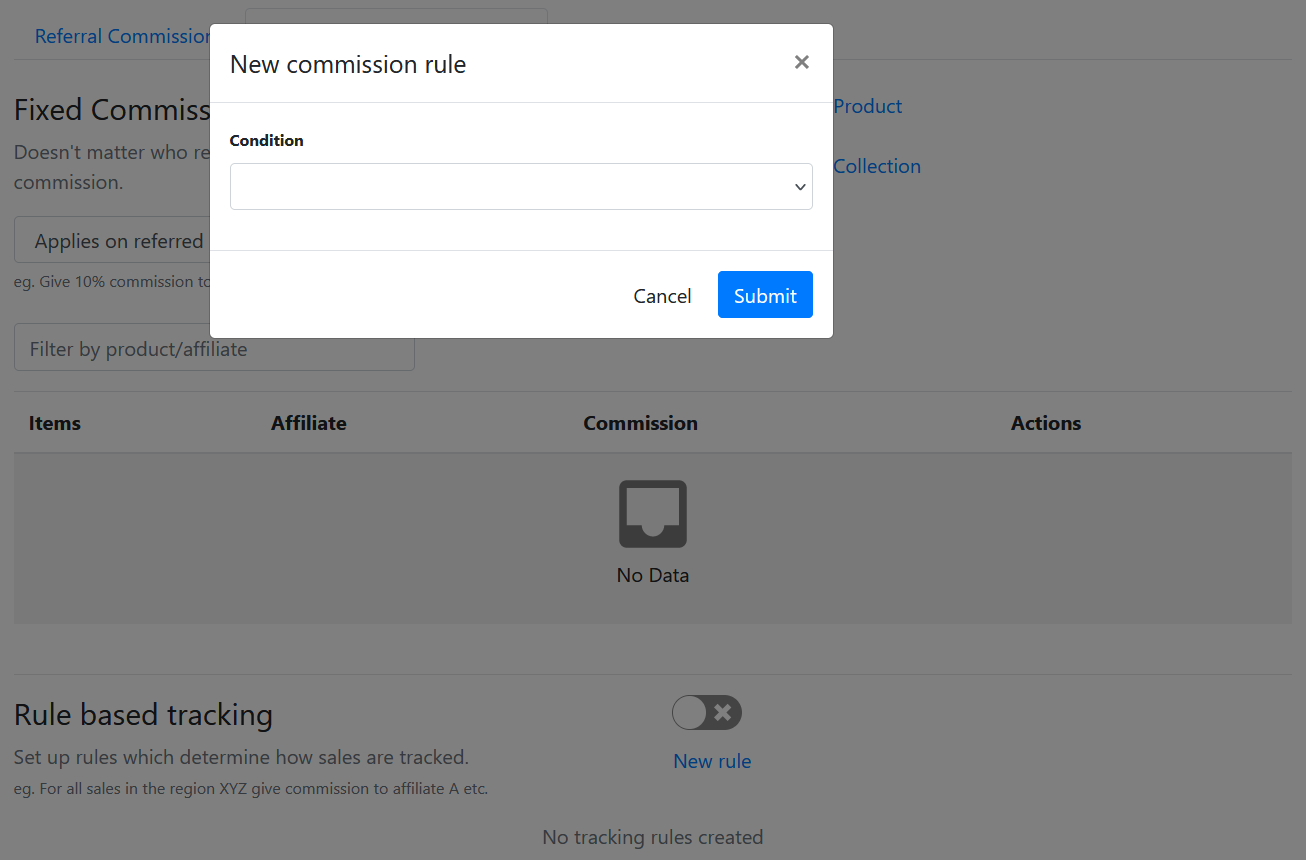 Referral Commission
New commission rule
Condition
Cancel
Submit
Fixed
Doesn't matter who
commission.
Product
Collection
Applies on referred
eg. Give 10% commission to
Filter by product/affiliate
Items Affiliate Commission Actions
No Data
Rule based tracking
Set up rules which determine how sales are tracked.
eg. For all sales in the region XYZ give commission to affiliate A etc.
New rule
No tracking rules created